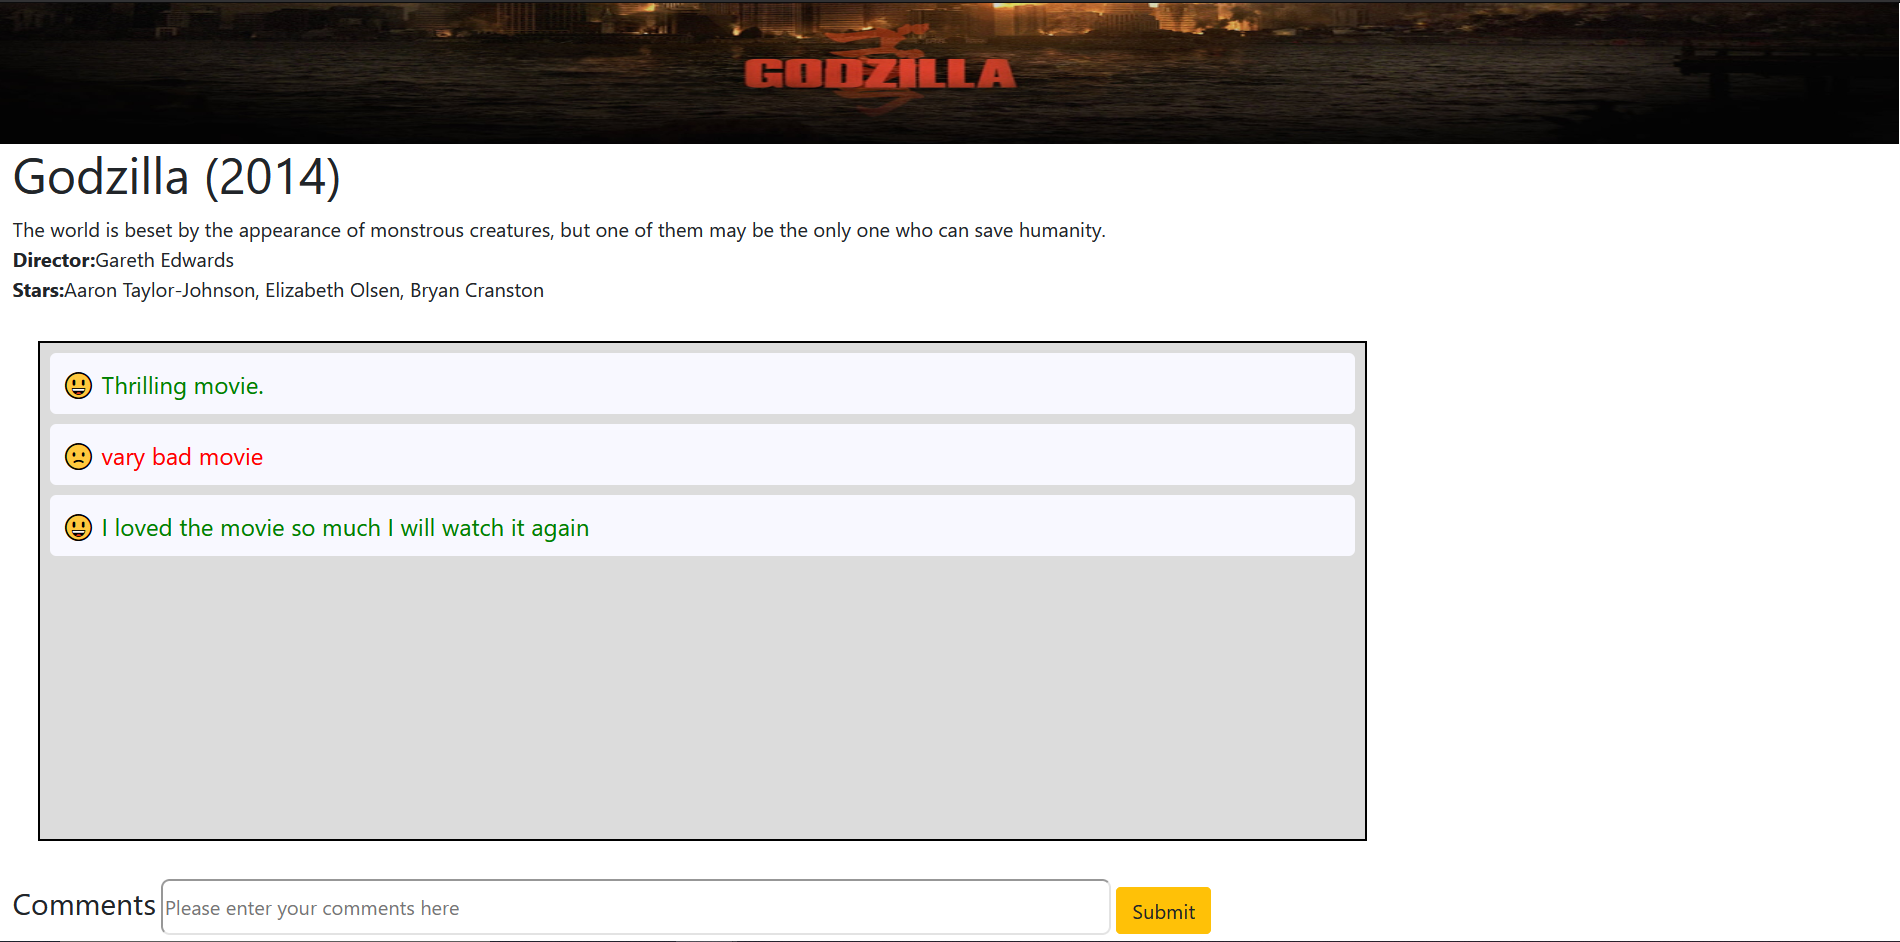 GODZILLA
Godzilla (2014)
The world is beset by the appearance of monstrous creatures, but one of them may be the only one who can save humanity.
Director:Gareth Edwards
Stars:Aaron Taylor-Johnson, Elizabeth Olsen, Bryan Cranston
Thrilling movie.
vary bad movie
I loved the movie so much I will watch it again
Comments Please enter your comments here Submit